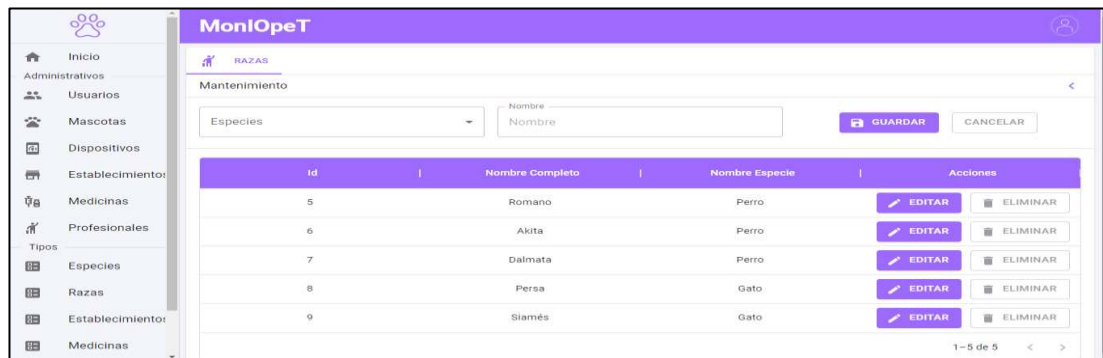 MonIOpeT
Inicio
Administrativos
Usuarios
Mascotas
Dispositivos
Establecimientos
Medicinas
Profesionales
Tipos
Especies
Razas
Establecimientos
Medicinas
RAZAS
Mantenimiento
Especies
Nombre
Nombre
GUARDAR
CANCELAR
Id Nombre Completo Nombre Especie Acciones
5 Romano Perro EDITAR ELIMINAR
6 Akita Perro EDITAR ELIMINAR
7 Dalmata Perro EDITAR ELIMINAR
8 Persa Gato EDITAR ELIMINAR
9 Siamés Gato EDITAR ELIMINAR
1–5 de 5